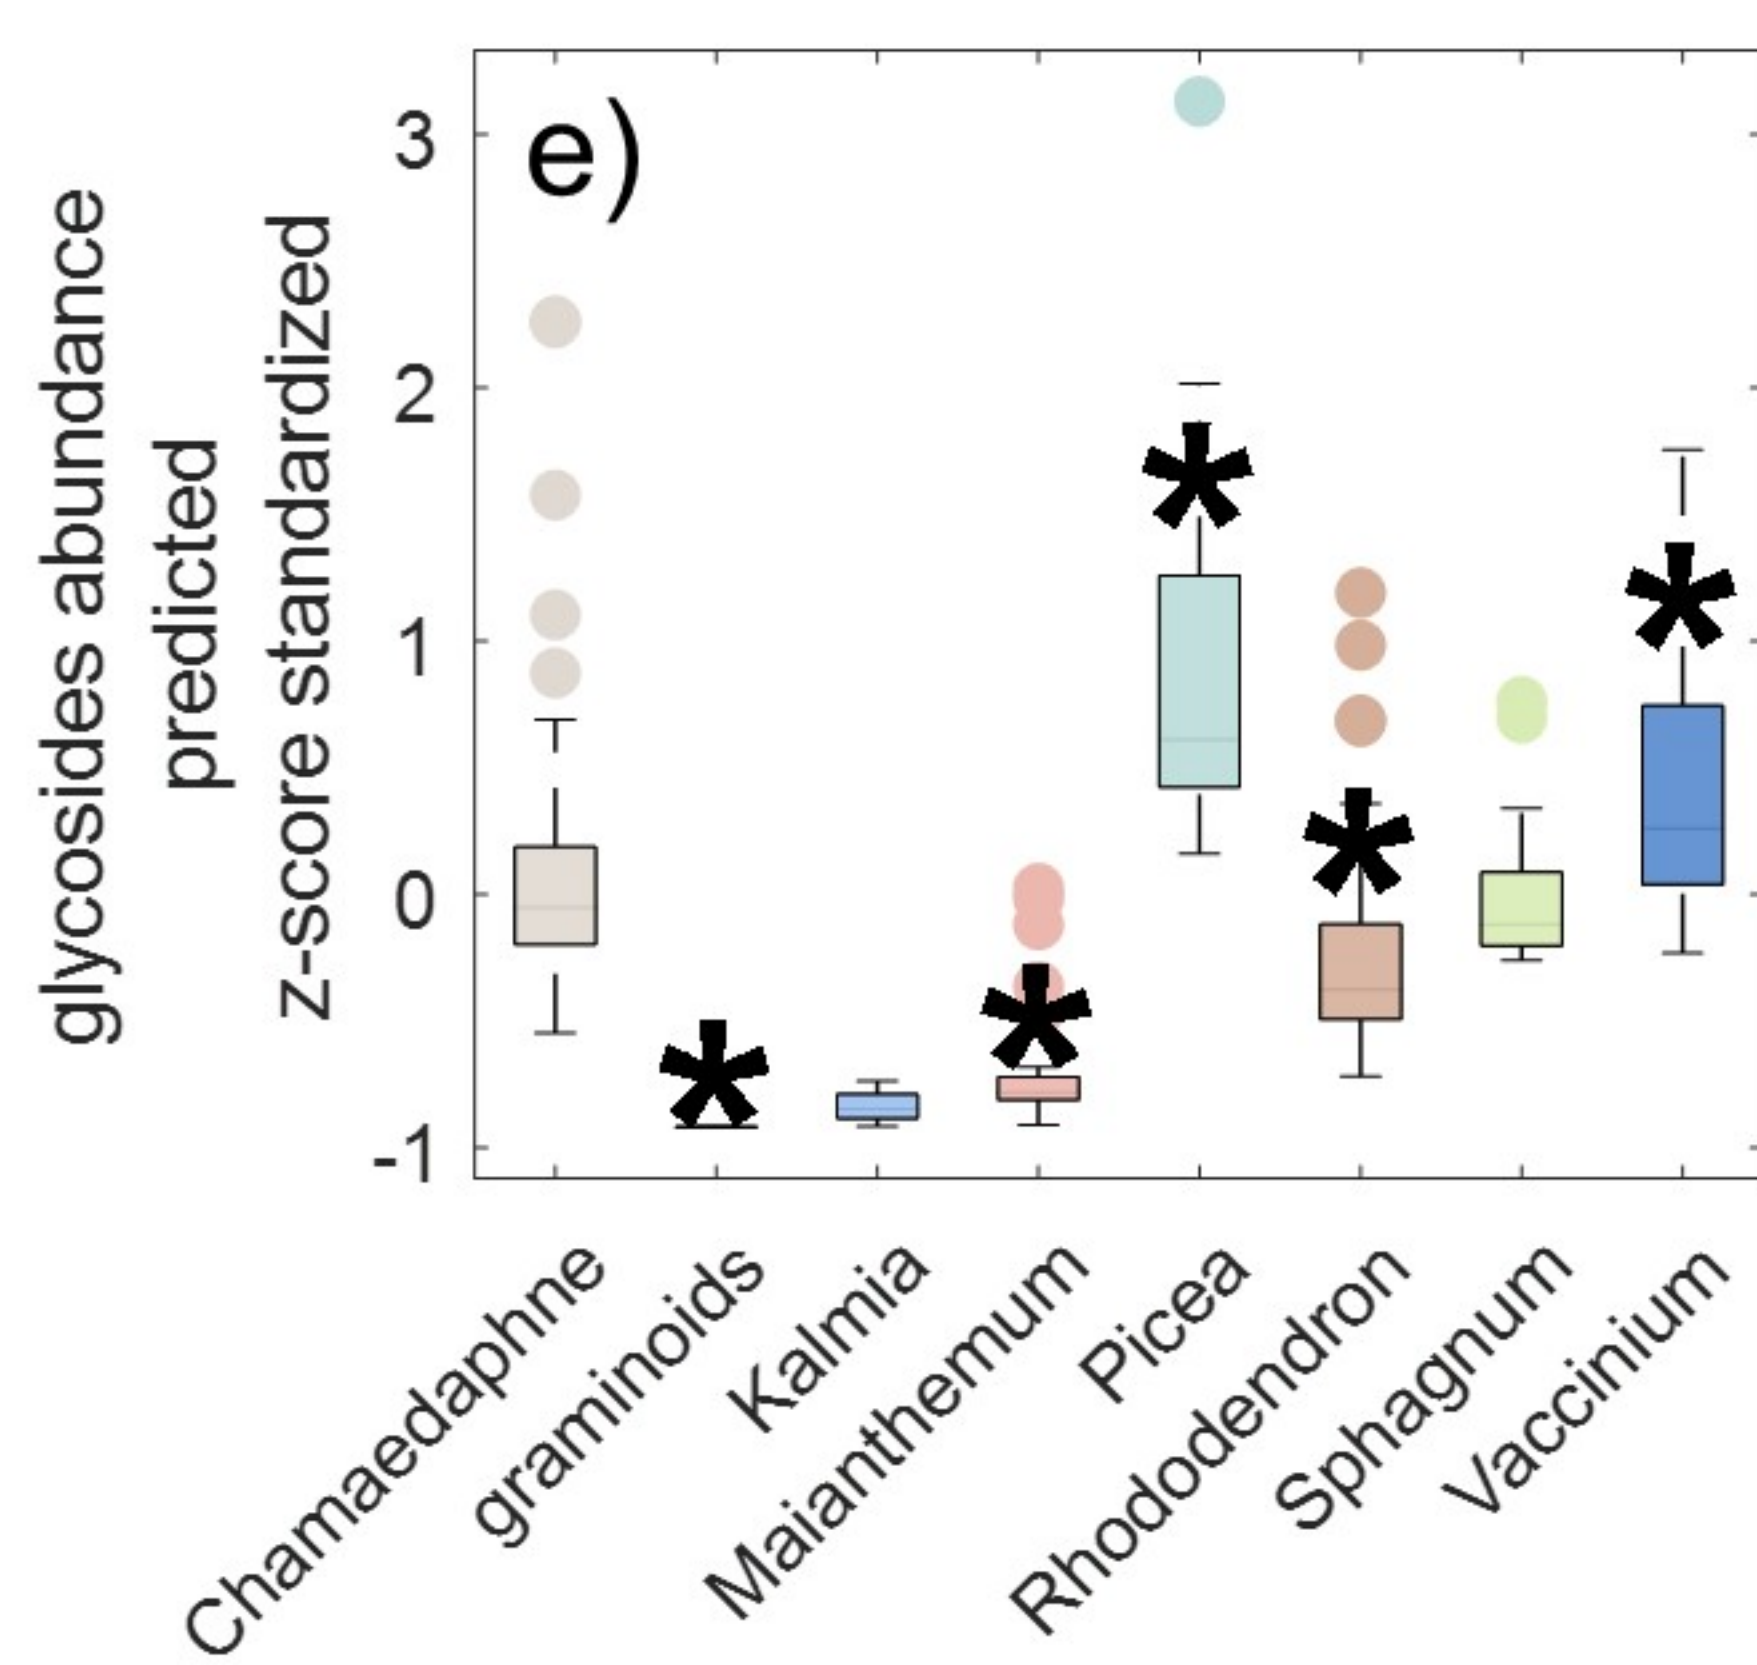 glycosides abundance
predicted
z-score standardized
e)
3
2
1
0
-1
Chamaedaphne
graminoids
Kalmia
Maianthemum
Picea
Rhododendron
Sphagnum
Vaccinium
*
*
*
*
*